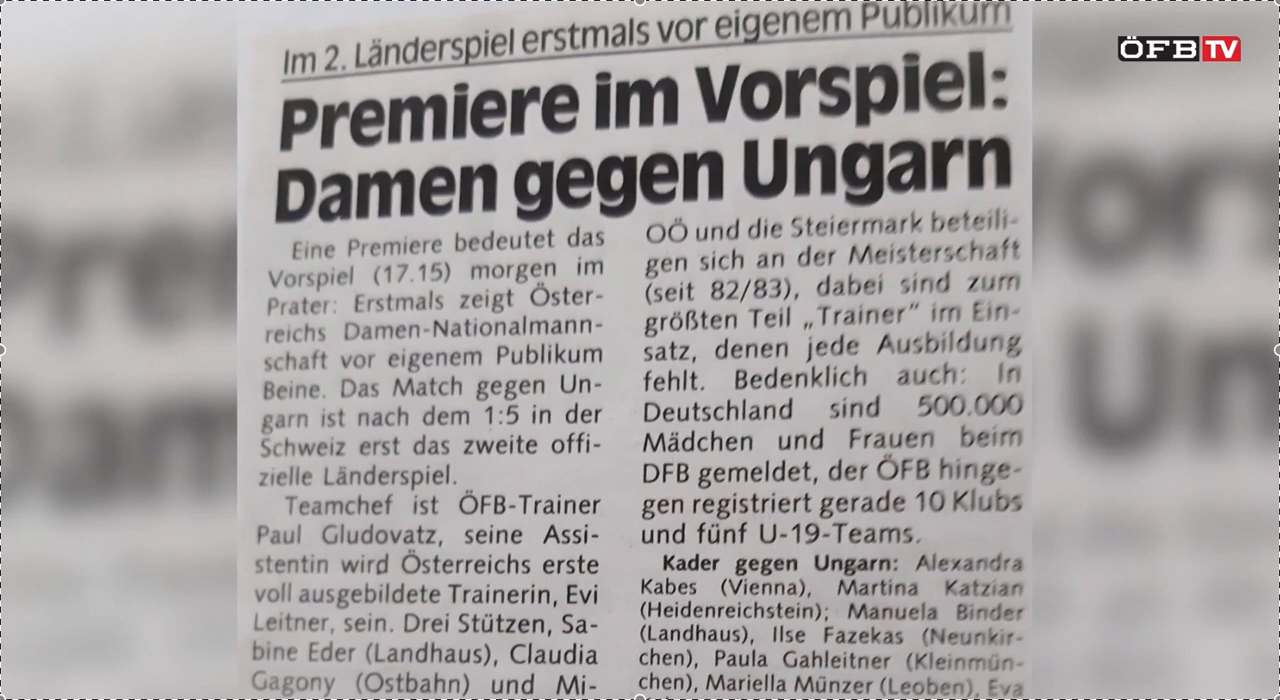 Im 2. Länderspiel erstmals vor eigenem Publikum
ÖFB TV
Premiere im Vorspiel:
Damen gegen Ungarn
Eine Premiere bedeutet das
Vorspiel (17.15) morgen im
Prater: Erstmals zeigt Öster-
reichs Damen-Nationalmann-
schaft vor eigenem Publikum
Beine. Das Match gegen Un-
garn ist nach dem 1:5 in der
Schweiz erst das zweite offi-
zielle Länderspiel.
Teamchef ist ÖFB-Trainer
Paul Gludovatz, seine Assi-
stentin wird Österreichs erste
voll ausgebildete Trainerin, Evi
Leitner, sein. Drei Stützen, Sa-
bine Eder (Landhaus), Claudia
Gagony (Ostbahn) und Mi-
OÖ und die Steiermark beteili-
gen sich an der Meisterschaft
(seit 82/83), dabei sind zum
größten Teil „Trainer“ im Ein-
satz, denen jede Ausbildung
fehlt. Bedenklich auch: In
Deutschland sind 500.000
Mädchen und Frauen beim
DFB gemeldet, der ÖFB hinge-
gen registriert gerade 10 Klubs
und fünf U-19-Teams.
Kader gegen Ungarn: Alexandra
Kabes (Vienna), Martina Katzian
(Heidenreichstein); Manuela Binder
(Landhaus), Ilse Fazekas (Neunkir-
chen), Paula Gahleitner (Kleinmün-
chen), Mariella Münzer (Leoben), Eva